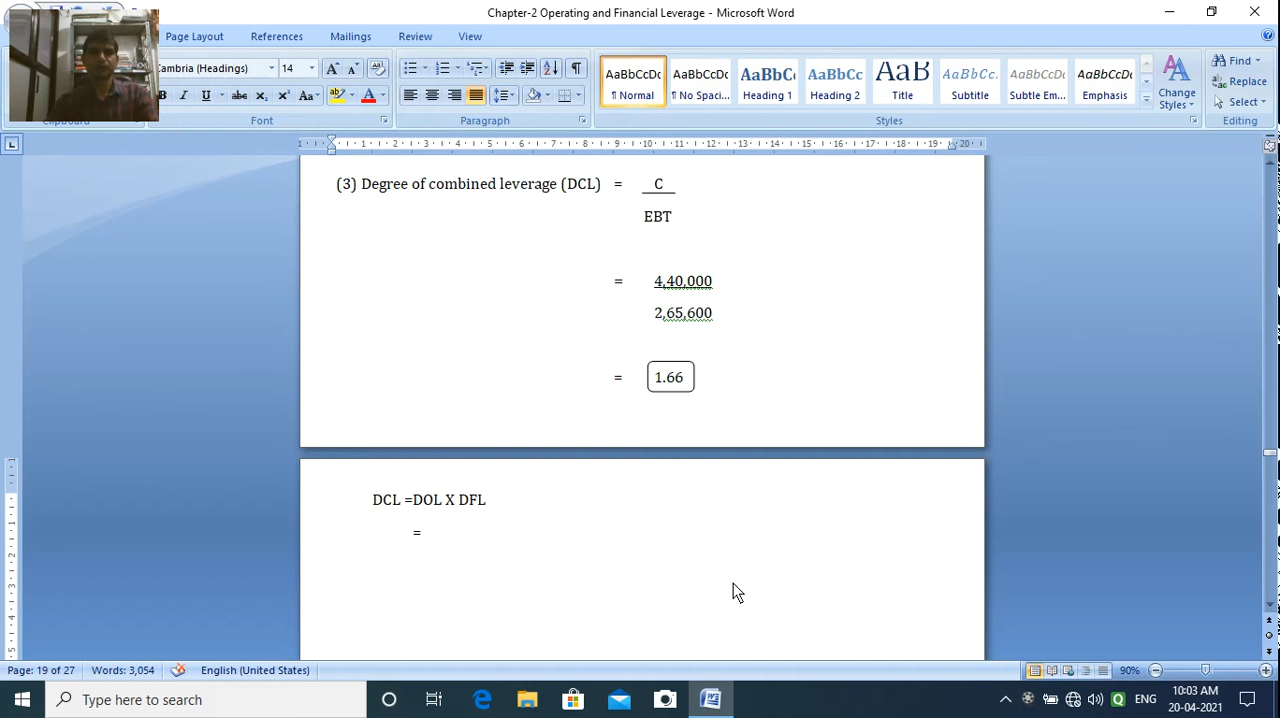 Chaper-2 Operating and Financial Leverage - Microsoft Word
Page Layout References Mailings Review View
ambria (Headings) 14
AaBbCcDc AaBbCcDc AaBbC AaBbCc AaB AaBbCcL AaBbCcDc AaBbCcDc
¶ Normal ¶ No Spaci... Heading 1 Heading 2 Title Subtitle Subtle Em... Emphasis
Change Styles
Find
Replace
Select
Font Paragraph Styles Editing
(3) Degree of combined leverage (DCL) = C
EBT
= 4,40,000
2,65,600
= 1.66
DCL =DOL X DFL
=
Page: 19 of 27 Words: 3,054 English (United States) 90%
Type here to search
ENG
10:03 AM
20-04-2021